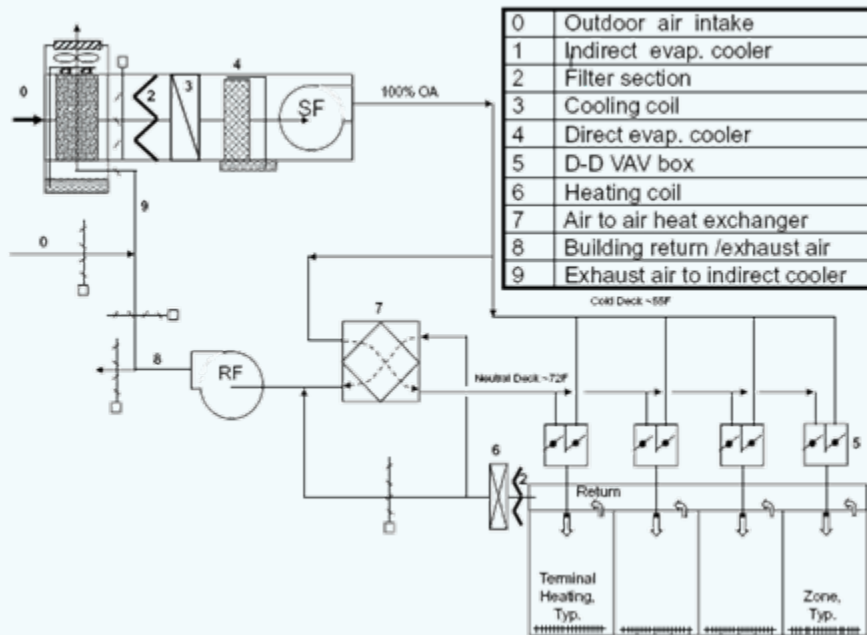 0 Outdoor air intake
1 Indirect evap. cooler
2 Filter section
3 Cooling coil
4 Direct evap. cooler
5 D-D VAV box
6 Heating coil
7 Air to air heat exchanger
8 Building return /exhaust air
9 Exhaust air to indirect cooler
0
2
3
4
SF
100% OA
9
0
Cold Deck ~55F
7
8
RF
Neutral Deck ~72F
5
6
2
Return
Terminal
Heating,
Typ.
Zone,
Typ.